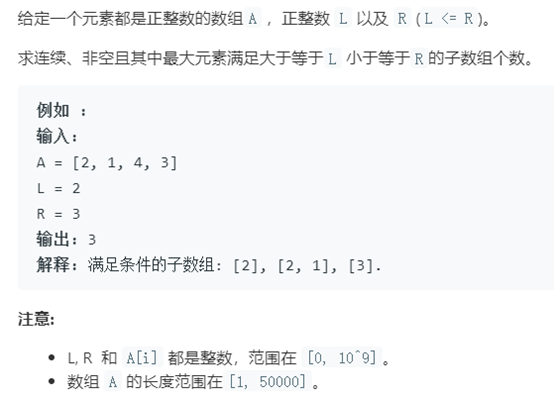 给定一个元素都是正整数的数组 A ，正整数 L 以及 R (L <= R)。
求连续、非空且其中最大元素满足大于等于 L 小于等于 R 的子数组个数。
例如 ：
输入：
A = [2, 1, 4, 3]
L = 2
R = 3
输出：3
解释：满足条件的子数组: [2], [2, 1], [3].
注意:
• L, R 和 A[i] 都是整数，范围在 [0, 10^9]。
• 数组 A 的长度范围在 [1, 50000]。